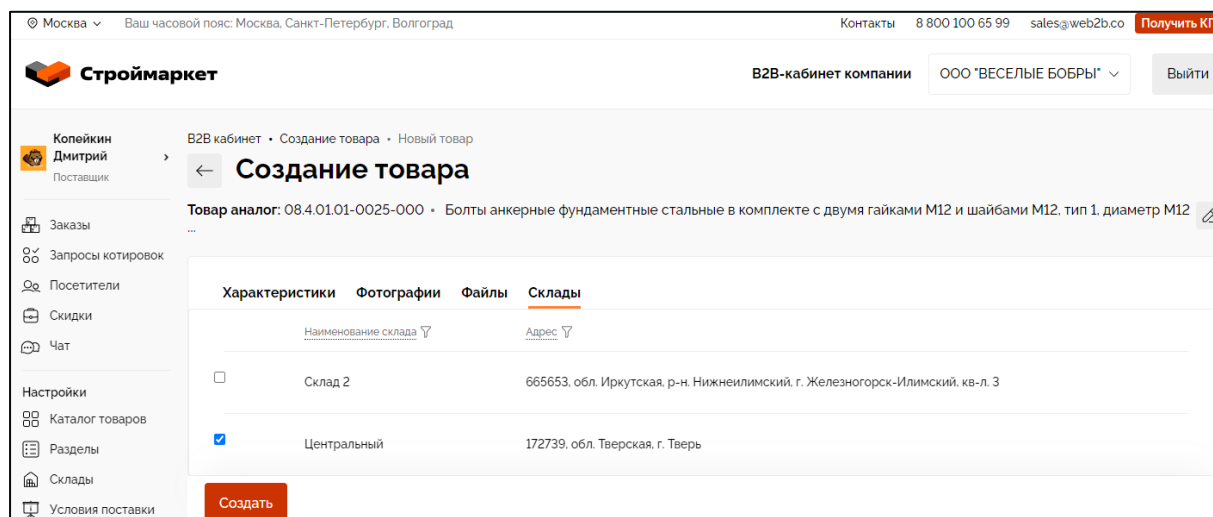 Москва Ваш часовой пояс: Москва, Санкт-Петербург, Волгоград Контакты 8 800 100 65 99 sales@web2b.co Получить
Строймаркет B2B-кабинет компании ООО "ВЕСЕЛЫЕ БОБРЫ" Выйти
Копейкин
Дмитрий
Поставщик
B2B кабинет • Создание товара • Новый товар
Создание товара
Товар аналог: 08.4.01.01-0025-000 • Болты анкерные фундаментные стальные в комплекте с двумя гайками М12 и шайбами М12, тип 1, диаметр М12
...
Заказы
Запросы котировок
Посетители
Скидки
Чат
Настройки
Каталог товаров
Разделы
Склады
Условия поставки
Характеристики Фотографии Файлы Склады
Наименование склада Адрес
Склад 2 665653, обл. Иркутская, р-н. Нижнеилимский, г. Железногорск-Илимский, кв-л. 3
Центральный 172739, обл. Тверская, г. Тверь
Создать